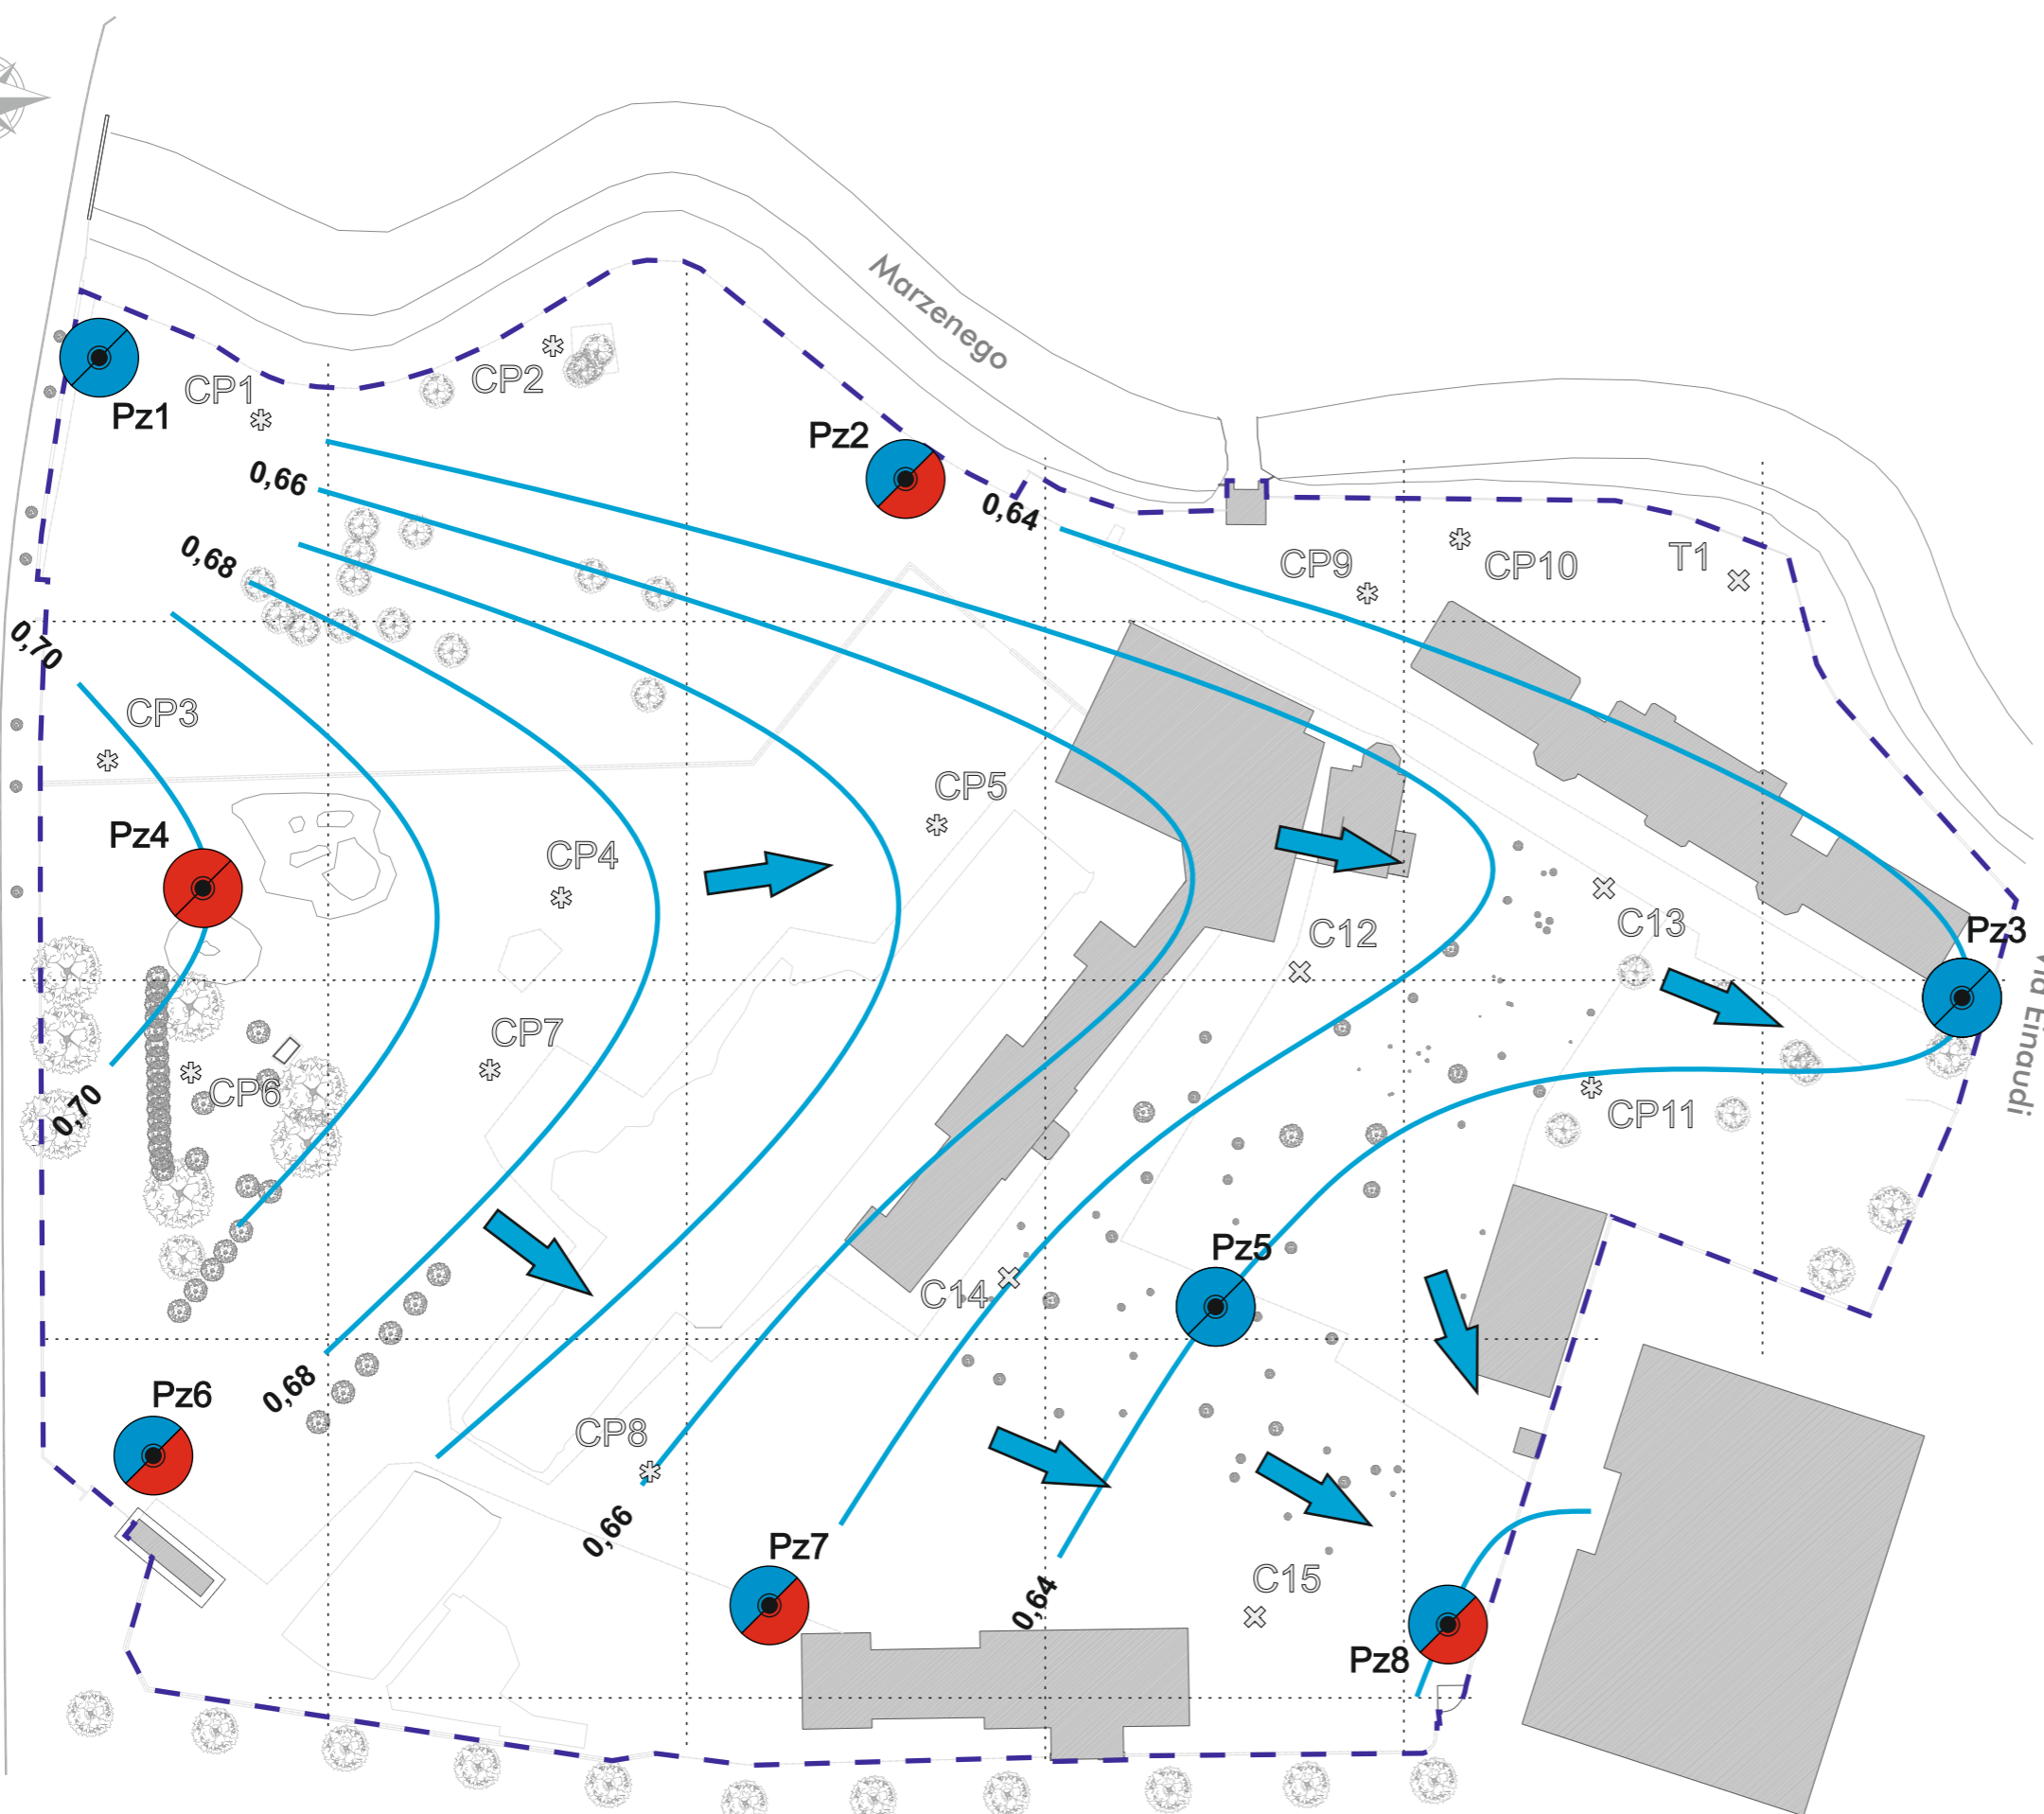 Marzenego
CP1
CP2
Pz1
Pz2
0,66
0,64
0,68
CP9
CP10
T1
0,70
CP3
CP5
Pz4
CP4
C12
C13
Pz3
Via Einaudi
CP7
CP6
0,70
CP11
Pz5
C14
0,68
Pz6
CP8
0,66
Pz7
0,64
C15
Pz8